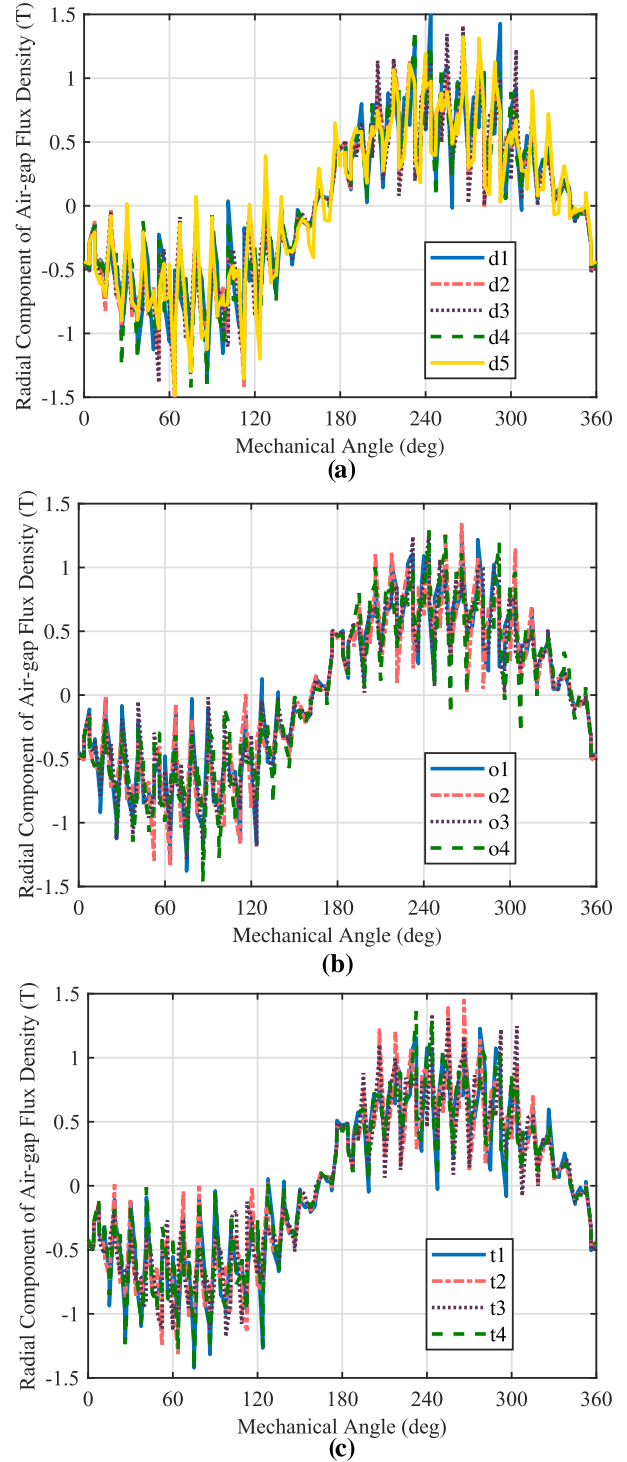 Radial Component of Air-gap Flux Density (T)
1.5
1
0.5
0
-0.5
-1
-1.5
d1
d2
d3
d4
d5
0 60 120 180 240 300 360
Mechanical Angle (deg)
(a)
Radial Component of Air-gap Flux Density (T)
1.5
1
0.5
0
-0.5
-1
-1.5
o1
o2
o3
o4
0 60 120 180 240 300 360
Mechanical Angle (deg)
(b)
Radial Component of Air-gap Flux Density (T)
1.5
1
0.5
0
-0.5
-1
-1.5
t1
t2
t3
t4
0 60 120 180 240 300 360
Mechanical Angle (deg)
(c)